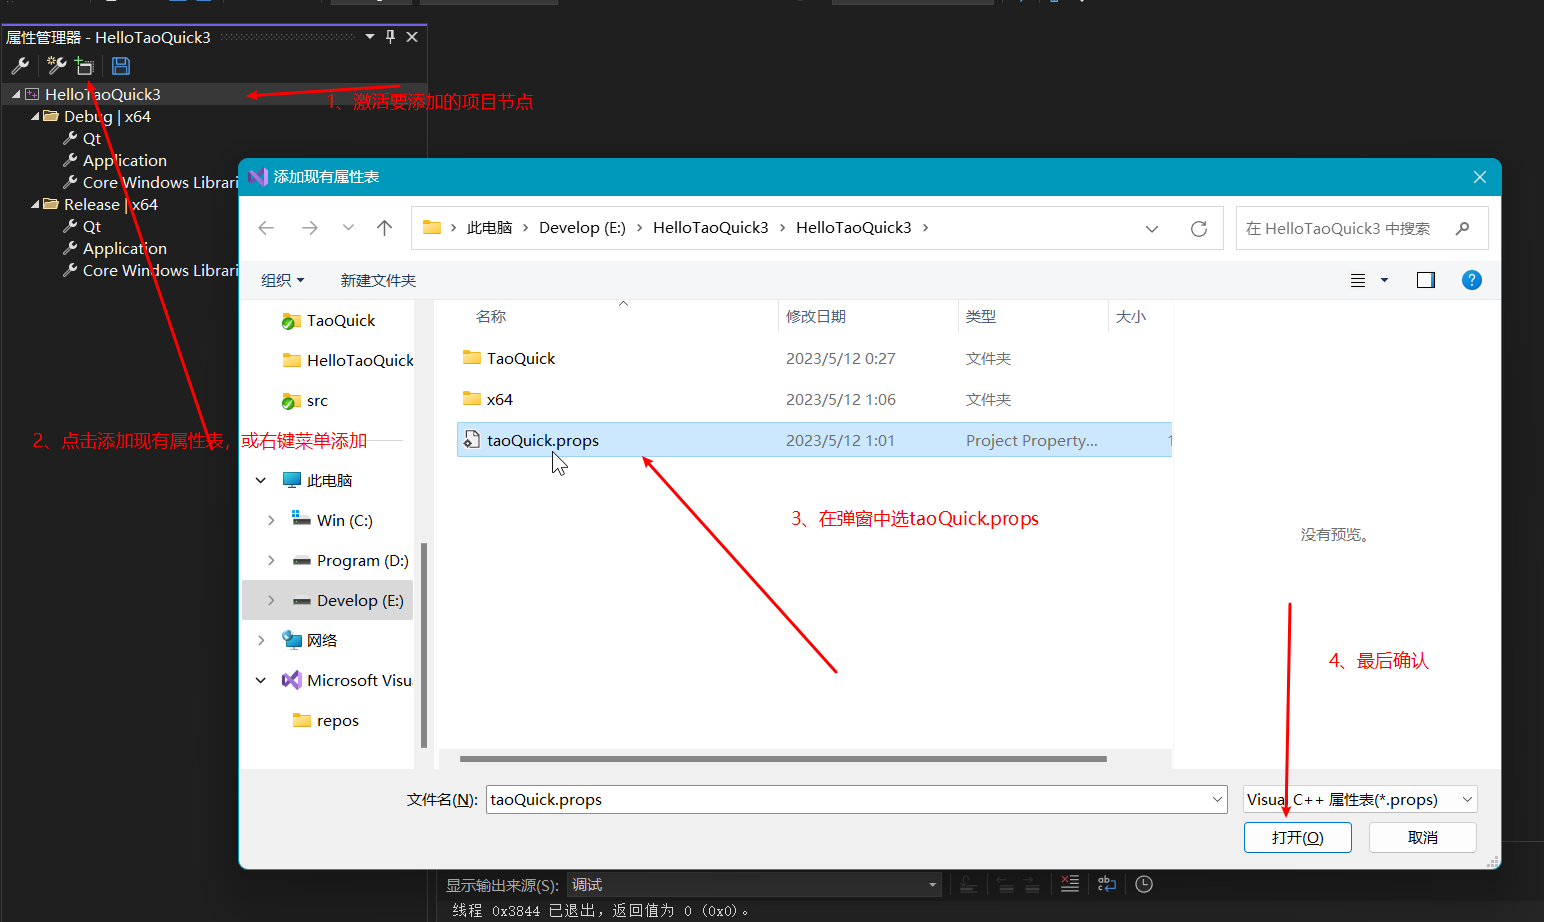 属性管理器 - HelloTaoQuick3
HelloTaoQuick3
1、激活要添加的项目节点
Debug | x64
Qt
Application
Core Windows Librari
Release | x64
Qt
Application
Core Windows Librari
2、点击添加现有属性表，或右键菜单添加
添加现有属性表
此电脑 > Develop (E:) > HelloTaoQuick3 > HelloTaoQuick3 >
在 HelloTaoQuick3 中搜索
组织
新建文件夹
TaoQuick
HelloTaoQuick
src
此电脑
Win (C:)
Program (D:)
Develop (E:)
网络
Microsoft Visu
repos
名称 修改日期 类型 大小
TaoQuick 2023/5/12 0:27 文件夹
x64 2023/5/12 1:06 文件夹
taoQuick.props 2023/5/12 1:01 Project Property... 1
3、在弹窗中选taoQuick.props
没有预览。
4、最后确认
文件名(N): taoQuick.props
Visual C++ 属性表(*.props)
打开(O)
取消
显示输出来源(S): 调试
线程 0x3844 已退出，返回值为 0 (0x0)。